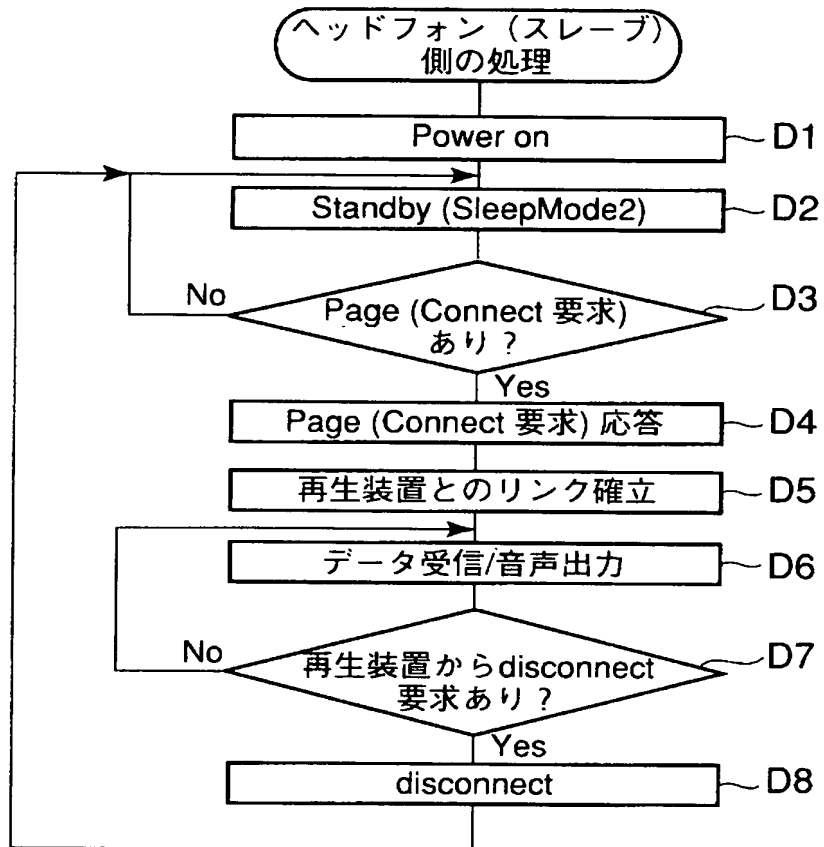 ヘッドフォン (スレーブ)
側の処理
Power on
D1
Standby (SleepMode2)
D2
No
Page (Connect 要求)
あり?
D3
Yes
Page (Connect 要求) 応答
D4
再生装置とのリンク確立
D5
データ受信/音声出力
D6
No
再生装置からdisconnect
要求あり?
D7
Yes
disconnect
D8